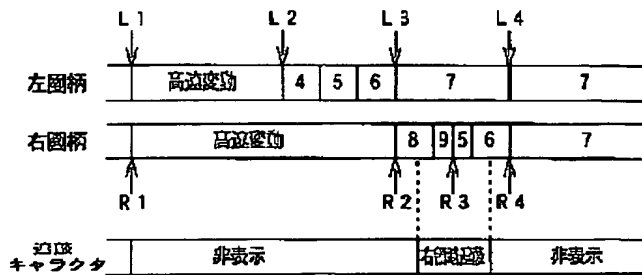 L1 L2 L3 L4
左図柄 高速変動 4 5 6 7 7
右図柄 高速変動 8 9 5 6 7
R1 R2 R3 R4
キャラクタ 非表示 非表示